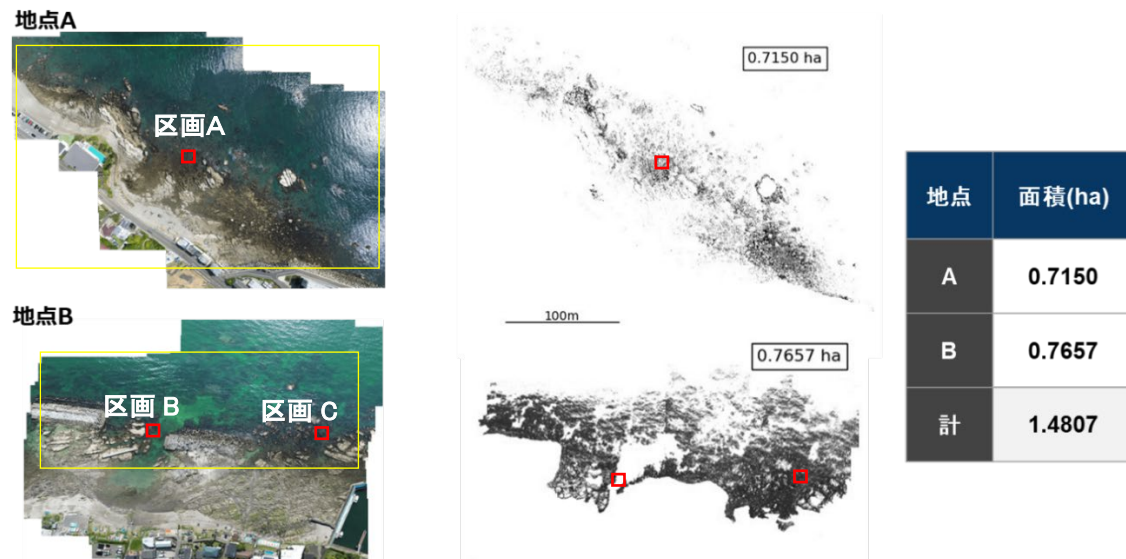 地点A
区画A
0.7150 ha
100m
地点B
区画 B
区画 C
0.7657 ha
地点 面積(ha)
A 0.7150
B 0.7657
計 1.4807